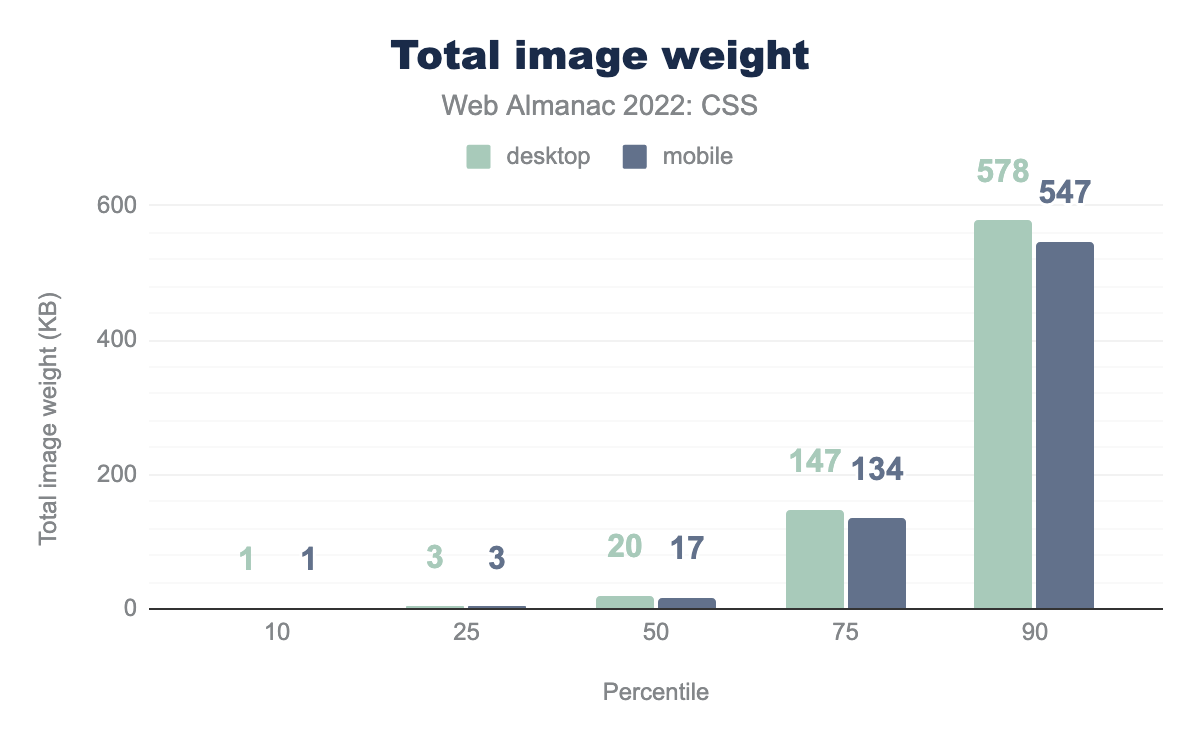 Total image weight
Web Almanac 2022: CSS
desktop mobile
578
547
600
400
200
0
Total image weight (KB)
1 1
3 3
20 17
147 134
10 25 50 75 90
Percentile